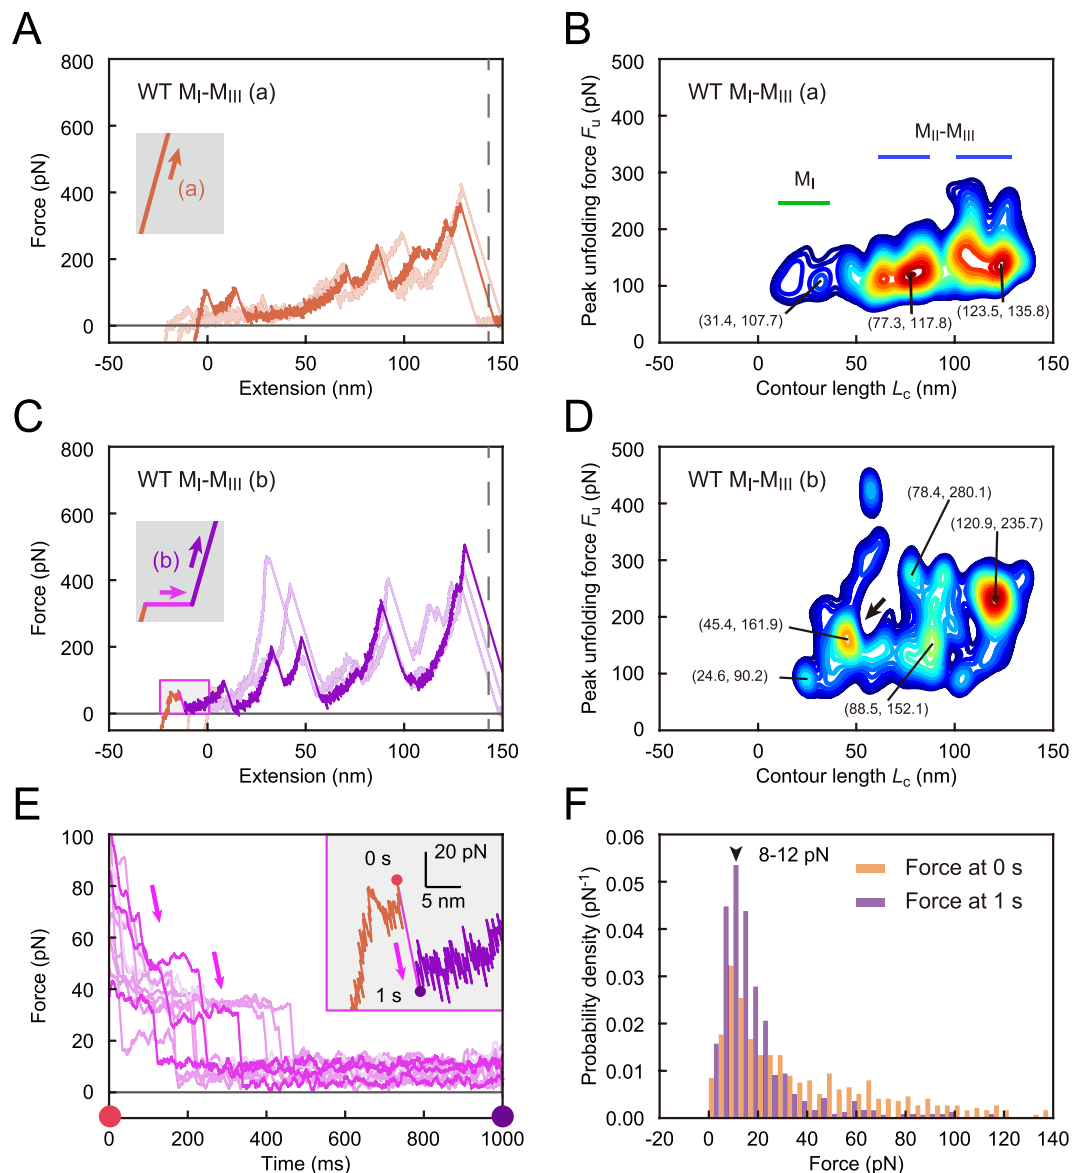 A
800
600
400
200
0
Force (pN)
WT MI-MIII (a)
(a)
-50
0
50
100
150
Extension (nm)
B
500
400
300
200
100
0
Peak unfolding force Fu (pN)
WT MI-MIII (a)
MII-MIII
MI
(31.4, 107.7)
(77.3, 117.8)
(123.5, 135.8)
-50
0
50
100
150
Contour length Lc (nm)
C
800
600
400
200
0
Force (pN)
WT MI-MIII (b)
(b)
-50
0
50
100
150
Extension (nm)
D
500
400
300
200
100
0
Peak unfolding force Fu (pN)
WT MI-MIII (b)
(78.4, 280.1)
(120.9, 235.7)
(45.4, 161.9)
(24.6, 90.2)
(88.5, 152.1)
-50
0
50
100
150
Contour length Lc (nm)
E
100
80
60
40
20
0
Force (pN)
0 s
20 pN
5 nm
1 s
0
200
400
600
800
1000
Time (ms)
F
0.06
0.05
0.04
0.03
0.02
0.01
0.00
Probability density (pN-1)
8-12 pN
Force at 0 s
Force at 1 s
-20
0
20
40
60
80
100
120
140
Force (pN)